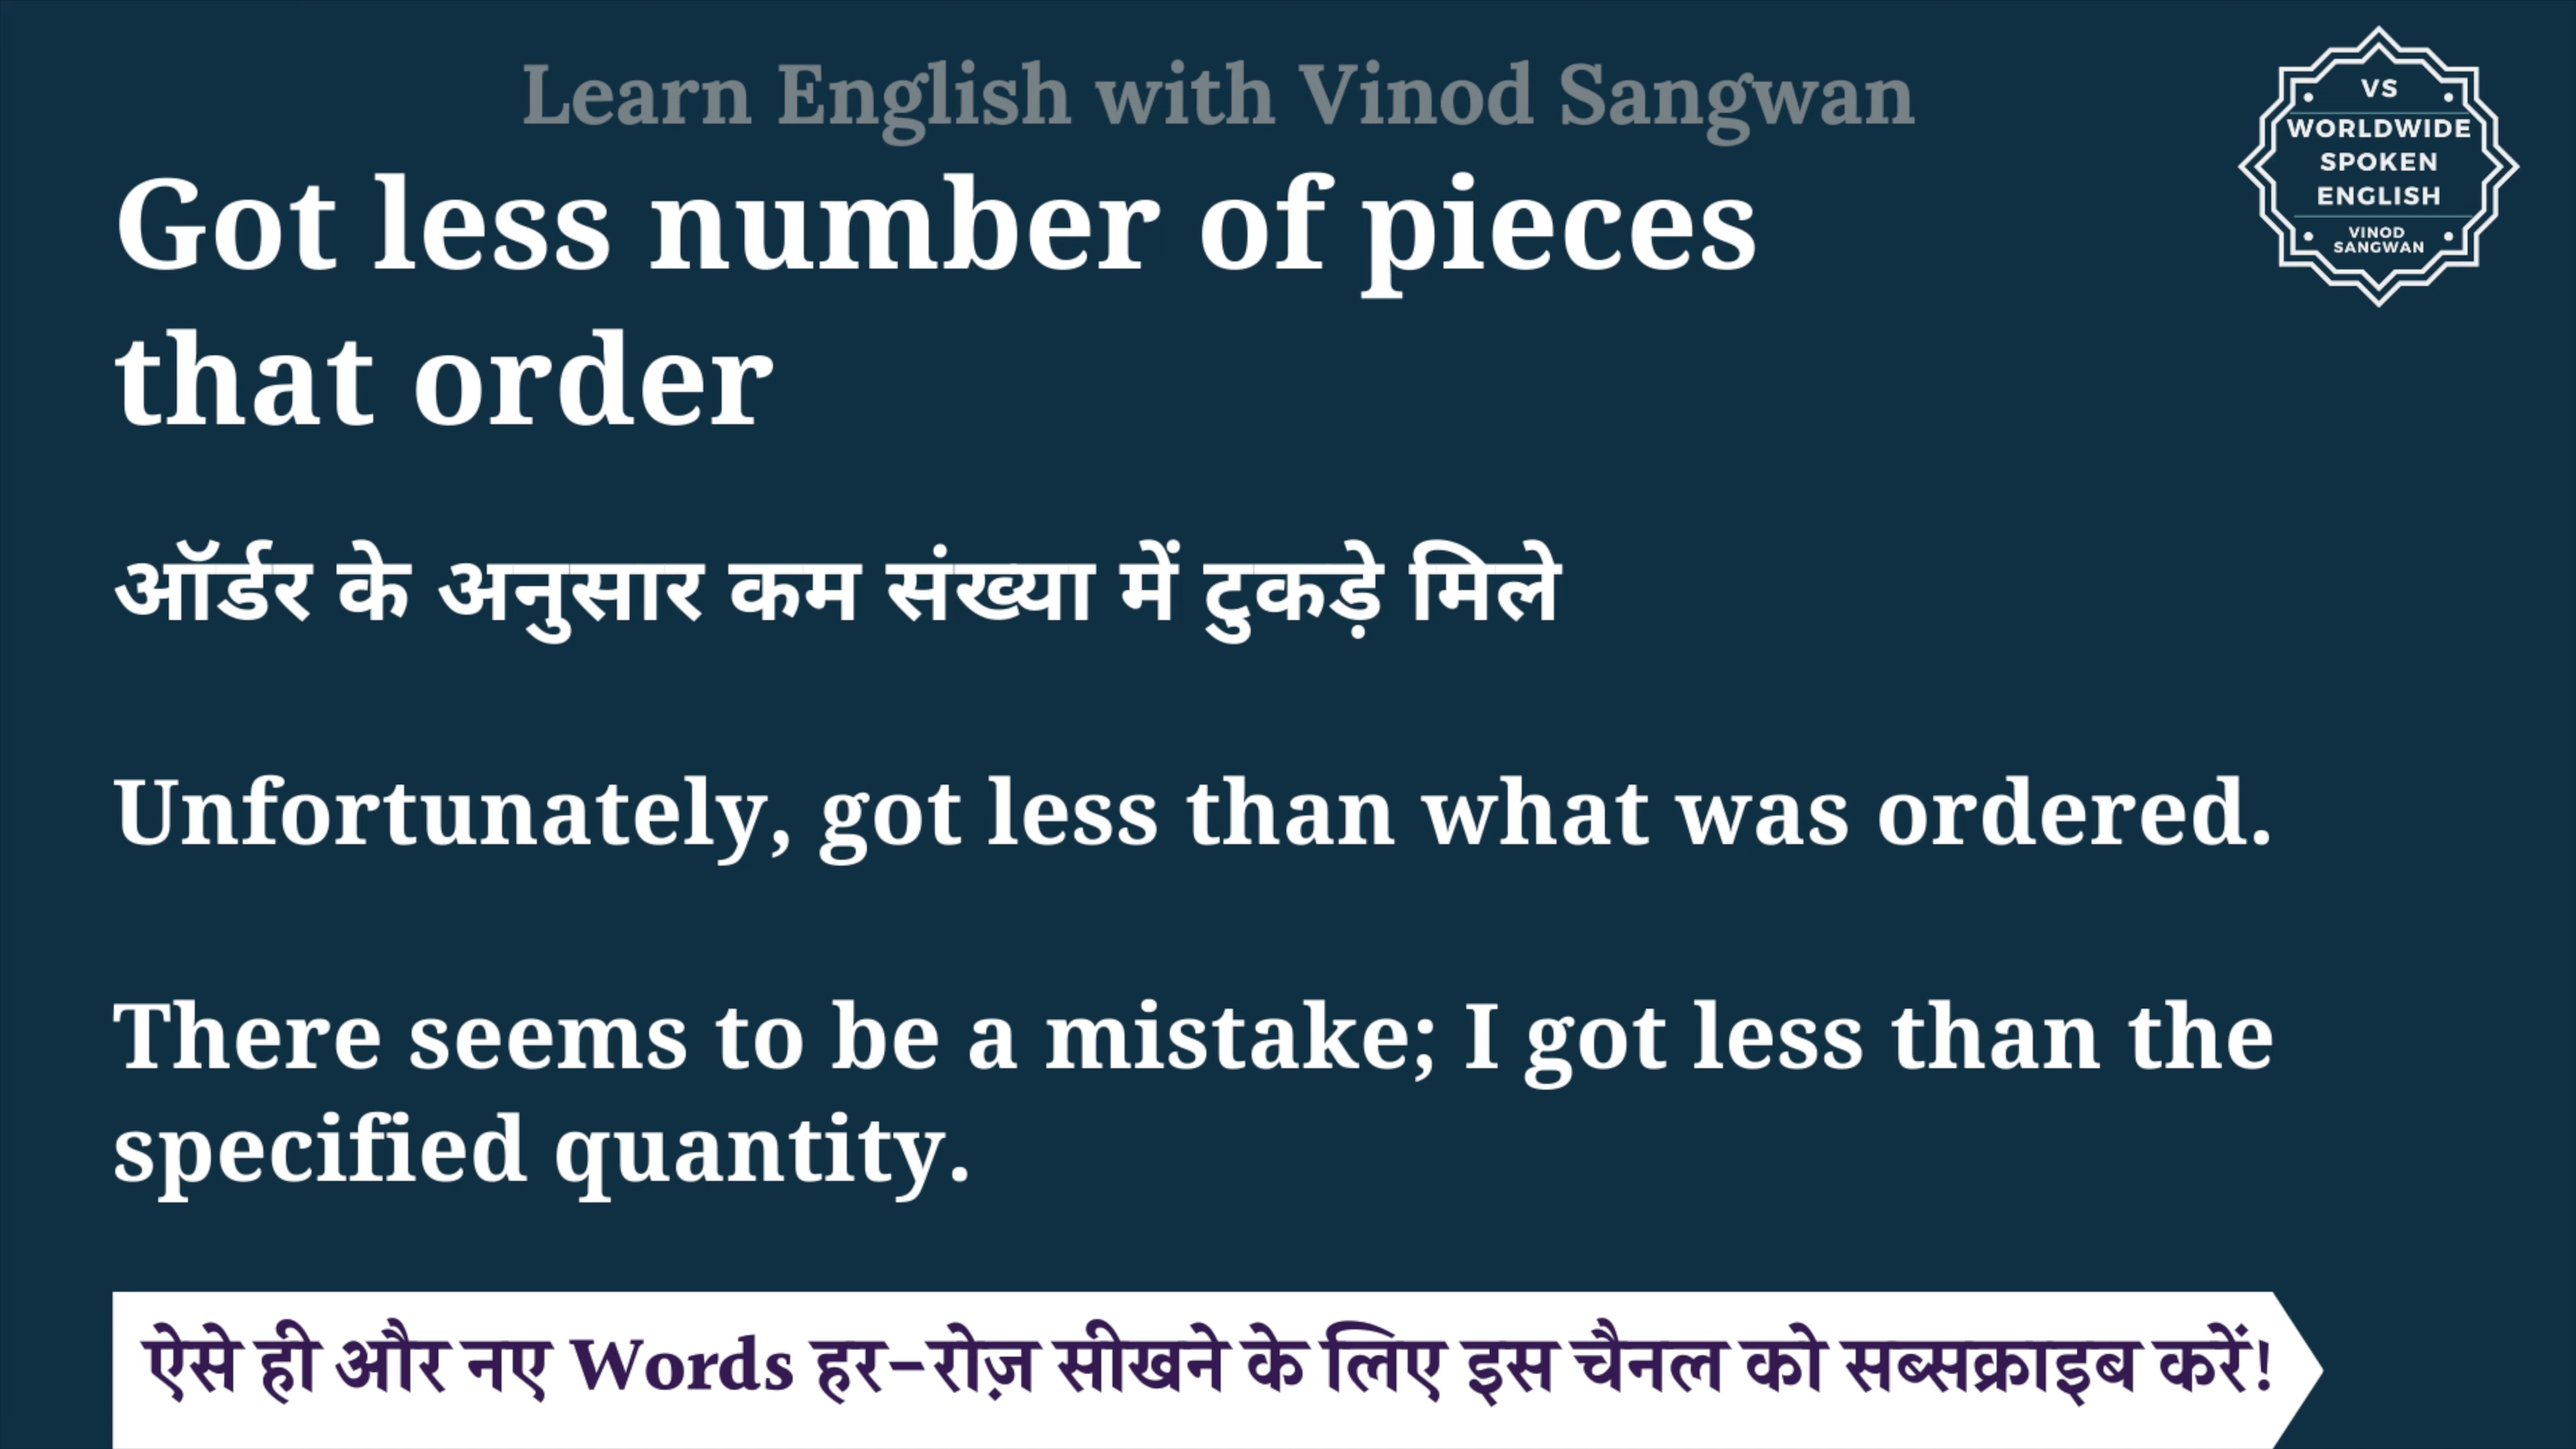 Learn English with Vinod Sangwan
VS
WORLDWIDE
SPOKEN
ENGLISH
VINOD
SANGWAN
Got less number of pieces
that order
ऑर्डर के अनुसार कम संख्या में टुकड़े मिले
Unfortunately, got less than what was ordered.
There seems to be a mistake; I got less than the
specified quantity.
ऐसे ही और नए Words हर-रोज़ सीखने के लिए इस चैनल को सब्सक्राइब करें!